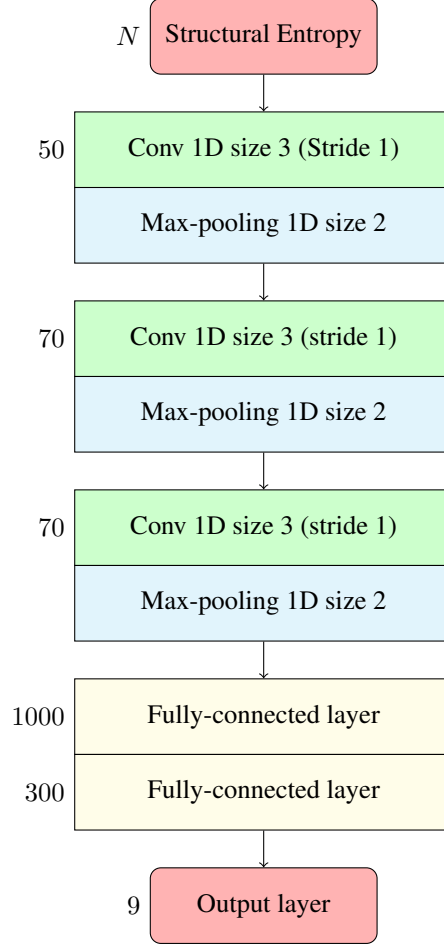 N Structural Entropy
50 Conv 1D size 3 (Stride 1)
Max-pooling 1D size 2
70 Conv 1D size 3 (stride 1)
Max-pooling 1D size 2
70 Conv 1D size 3 (stride 1)
Max-pooling 1D size 2
1000 Fully-connected layer
300 Fully-connected layer
9 Output layer